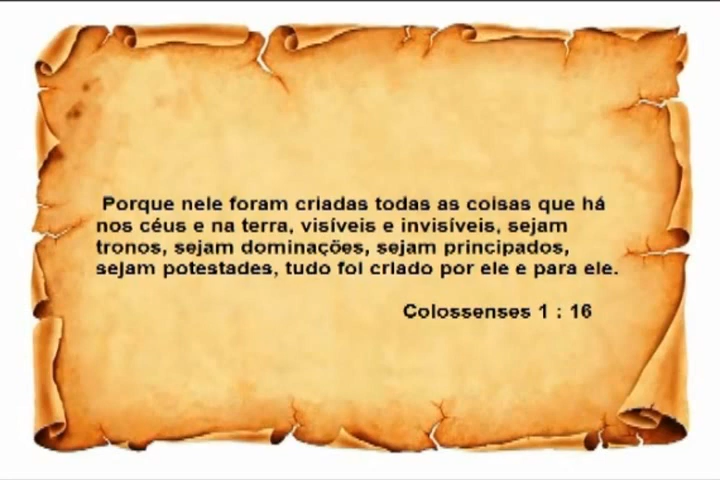 Porque nele foram criadas todas as coisas que há
nos céus e na terra, visíveis e invisíveis, sejam
tronos, sejam dominações, sejam principados,
sejam potestades, tudo foi criado por ele e para ele.
Colossenses 1 : 16